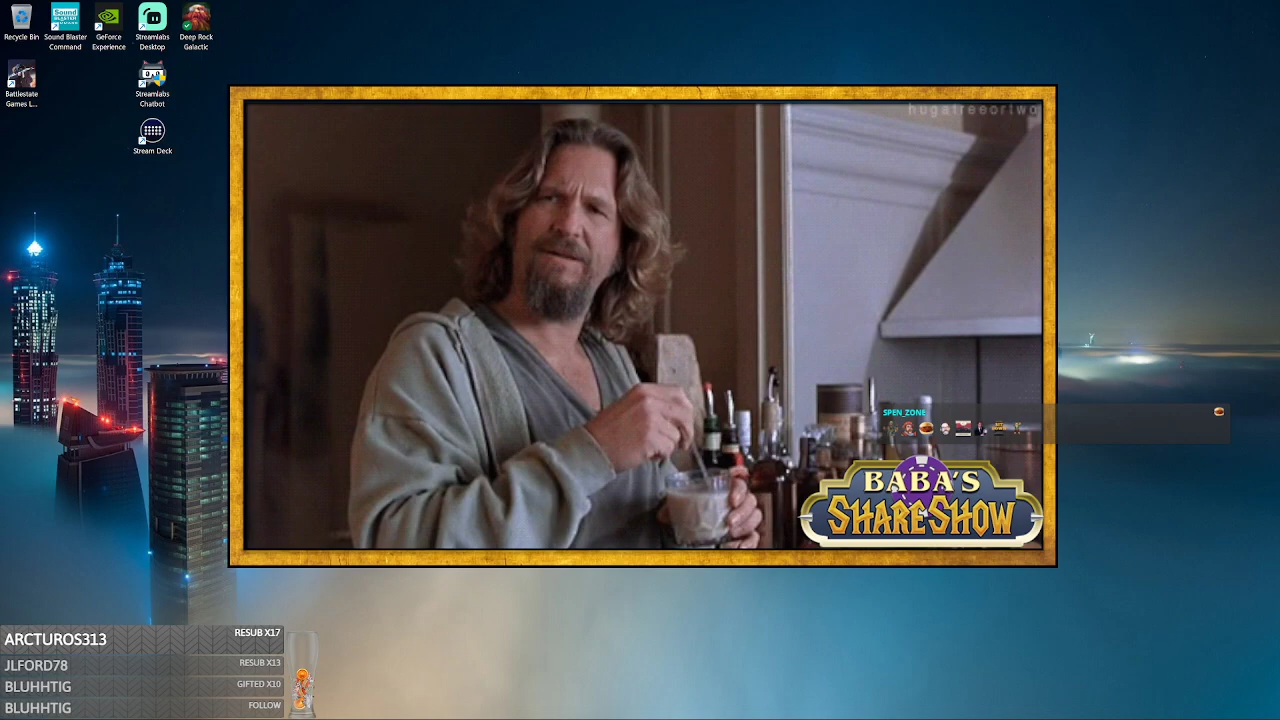 Recycle Bin
Sound Blaster
Command
GeForce
Experience
Streamlabs
Desktop
Deep Rock
Galactic
Battlestate
Games L...
Streamlabs
Chatbot
Stream Deck
hugatreeortwo
SPEN_ZONE
BABA'S
SHARESHOW
ARCTUROS313 RESUB X17
JLFORD78 RESUB X13
BLUHHTIG GIFTED X10
BLUHHTIG FOLLOW